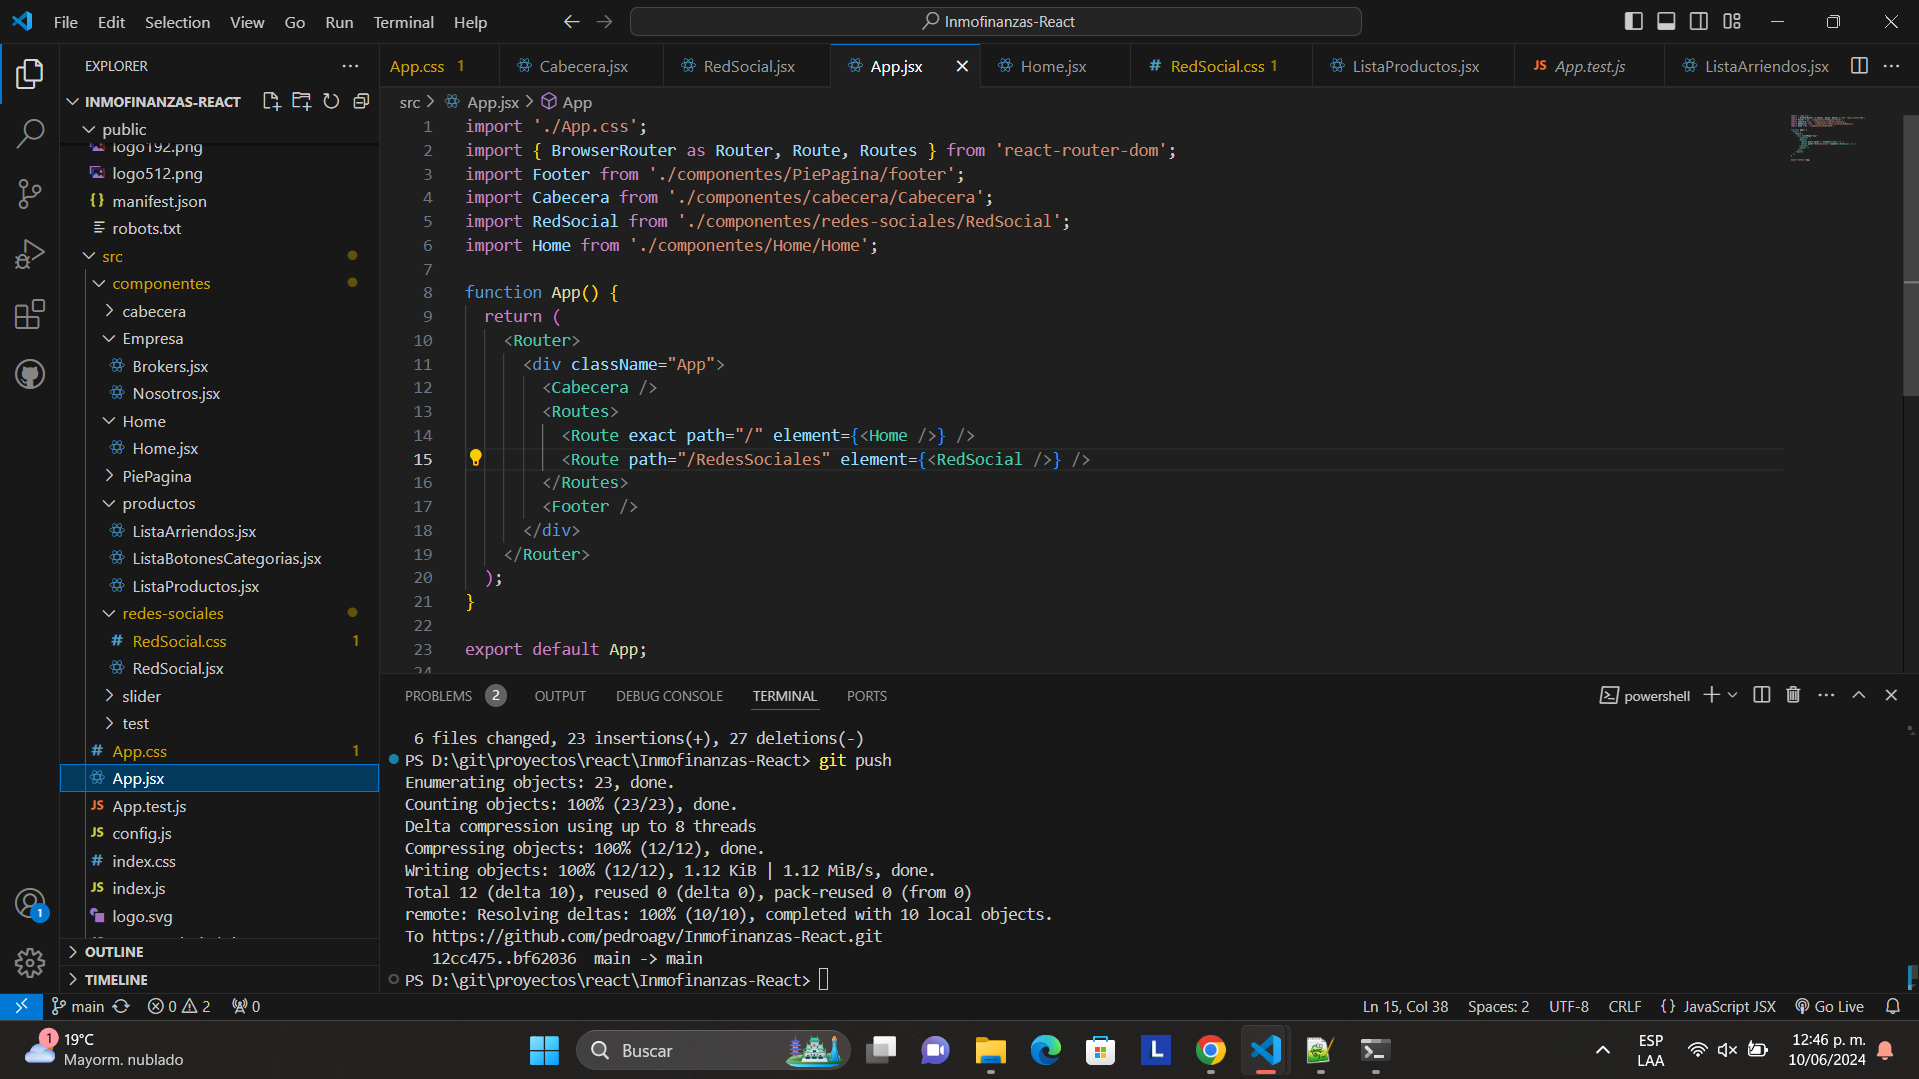 File Edit Selection View Go Run Terminal Help
Inmofinanzas-React
EXPLORER
INMOFINANZAS-REACT
public
logo192.png
logo512.png
manifest.json
robots.txt
src
componentes
cabecera
Empresa
Brokers.jsx
Nosotros.jsx
Home
Home.jsx
PiePagina
productos
ListaArriendos.jsx
ListaBotonesCategorias.jsx
ListaProductos.jsx
redes-sociales
RedSocial.css 1
RedSocial.jsx
slider
test
App.css 1
App.jsx
JS App.test.js
JS config.js
index.css
JS index.js
logo.svg
OUTLINE
TIMELINE
App.css 1 Cabecera.jsx RedSocial.jsx App.jsx Home.jsx # RedSocial.css 1 ListaProductos.jsx JS App.test.js ListaArriendos.jsx
src > App.jsx > App
1 import './App.css';
2 import { BrowserRouter as Router, Route, Routes } from 'react-router-dom';
3 import Footer from './componentes/PiePagina/footer';
4 import Cabecera from './componentes/cabecera/Cabecera';
5 import RedSocial from './componentes/redes-sociales/RedSocial';
6 import Home from './componentes/Home/Home';
7
8 function App() {
9 return (
10 <Router>
11 <div className="App">
12 <Cabecera />
13 <Routes>
14 <Route exact path="/" element={<Home />} />
15 <Route path="/RedesSociales" element={<RedSocial />} />
16 </Routes>
17 <Footer />
18 </div>
19 </Router>
20 );
21 }
22
23 export default App;
24
PROBLEMS 2 OUTPUT DEBUG CONSOLE TERMINAL PORTS powershell
6 files changed, 23 insertions(+), 27 deletions(-)
PS D:\git\proyectos\react\Inmofinanzas-React> git push
Enumerating objects: 23, done.
Counting objects: 100% (23/23), done.
Delta compression using up to 8 threads
Compressing objects: 100% (12/12), done.
Writing objects: 100% (12/12), 1.12 KiB | 1.12 MiB/s, done.
Total 12 (delta 10), reused 0 (delta 0), pack-reused 0 (from 0)
remote: Resolving deltas: 100% (10/10), completed with 10 local objects.
To https://github.com/pedroagv/Inmofinanzas-React.git
12cc475..bf62036 main -> main
PS D:\git\proyectos\react\Inmofinanzas-React>
1
main 0 2 0 Ln 15, Col 38 Spaces: 2 UTF-8 CRLF {} JavaScript JSX Go Live
1 19°C
Mayorm. nublado
Buscar
L
ESP
LAA
12:46 p. m.
10/06/2024